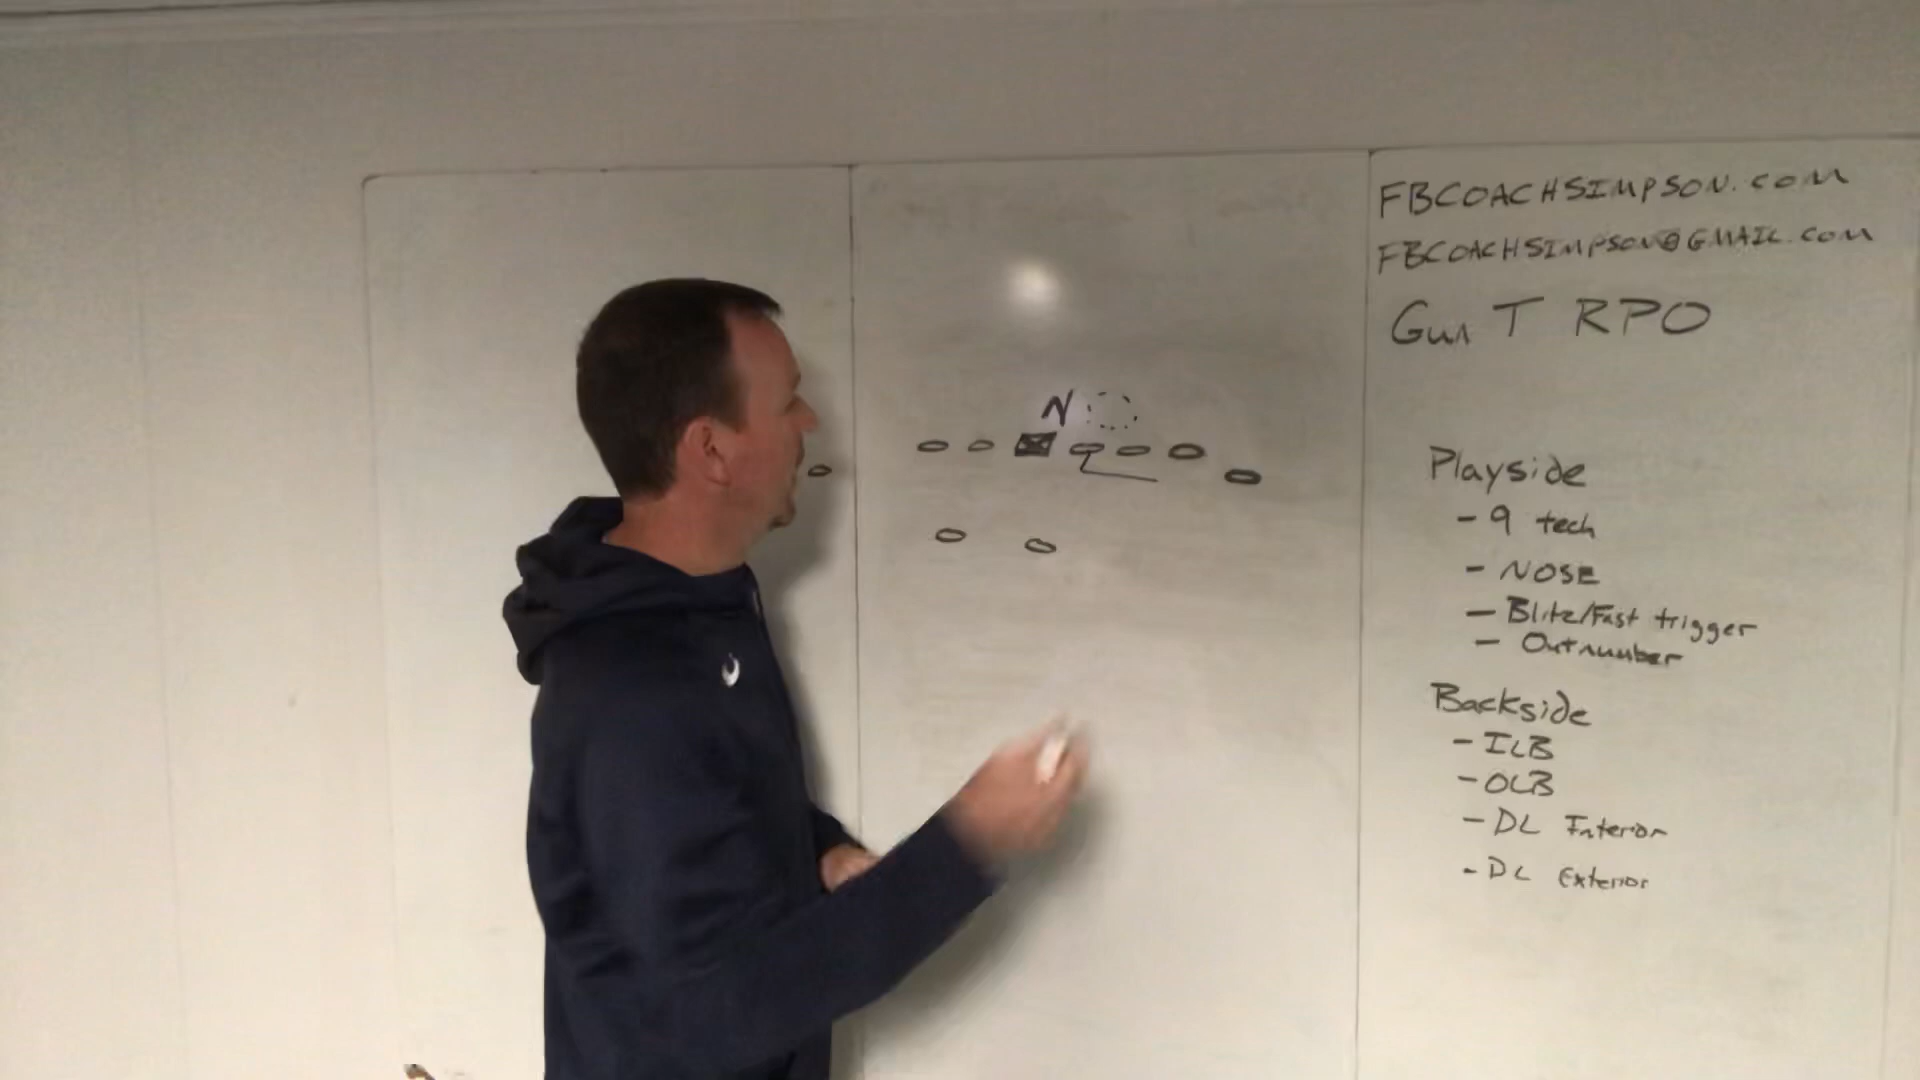 FBCOACHSIMPSON.COM
FBCOACHSIMPSON@GMAIL.COM
Gun T RPO
N
Playside
- 9 tech
- NOSE
- Blitz/Fast trigger
- Outnumber
Backside
- ILB
- OLB
- DL Interior
- DL Exterior